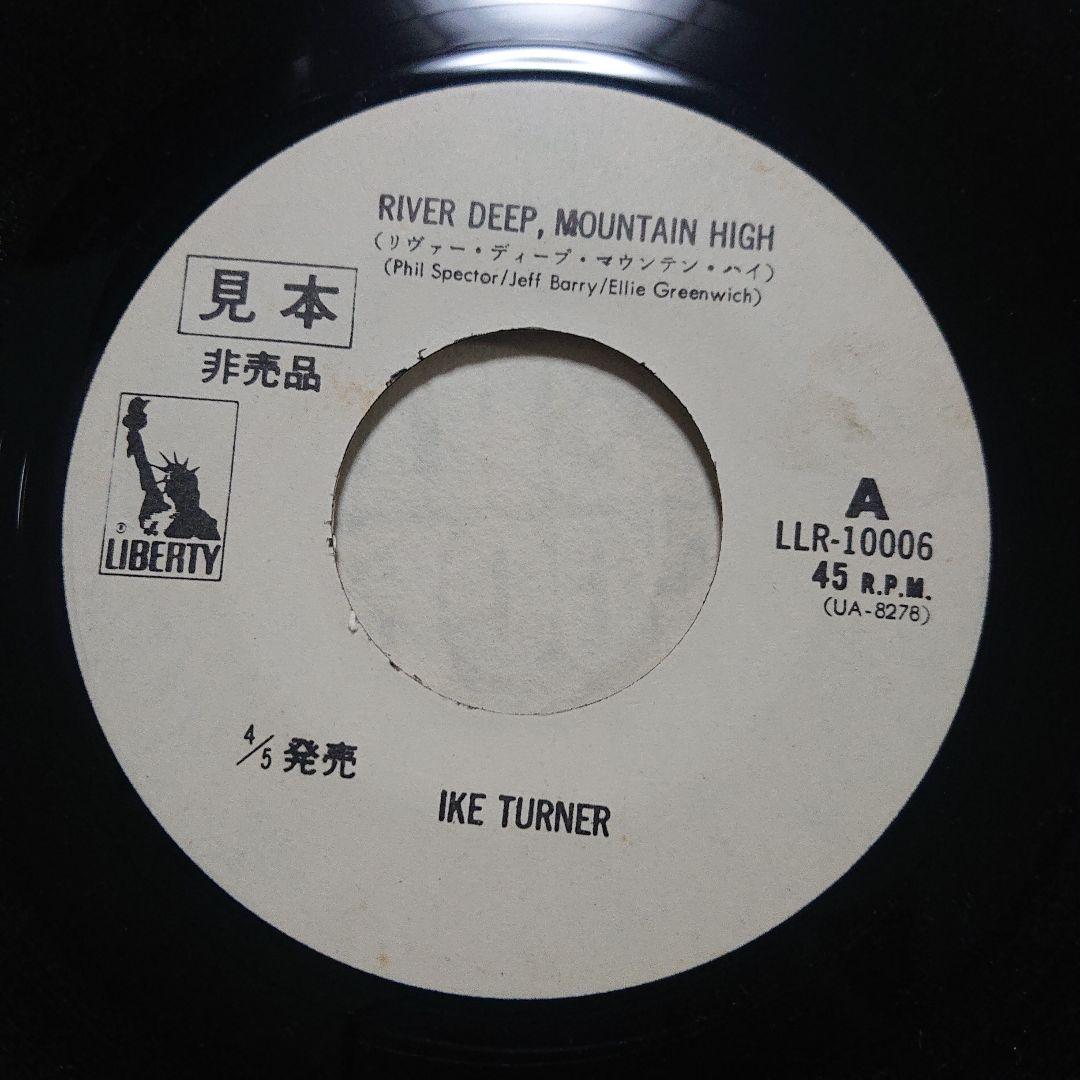 RIVER DEEP, MOUNTAIN HIGH
(リヴァー・ディープ・マウンテン・ハイ)
(Phil Spector/Jeff Barry/Ellie Greenwich)
見本
非売品
LIBERTY
A
LLR-10006
45 R.P.M.
(UA-8278)
4/5 発売
IKE TURNER